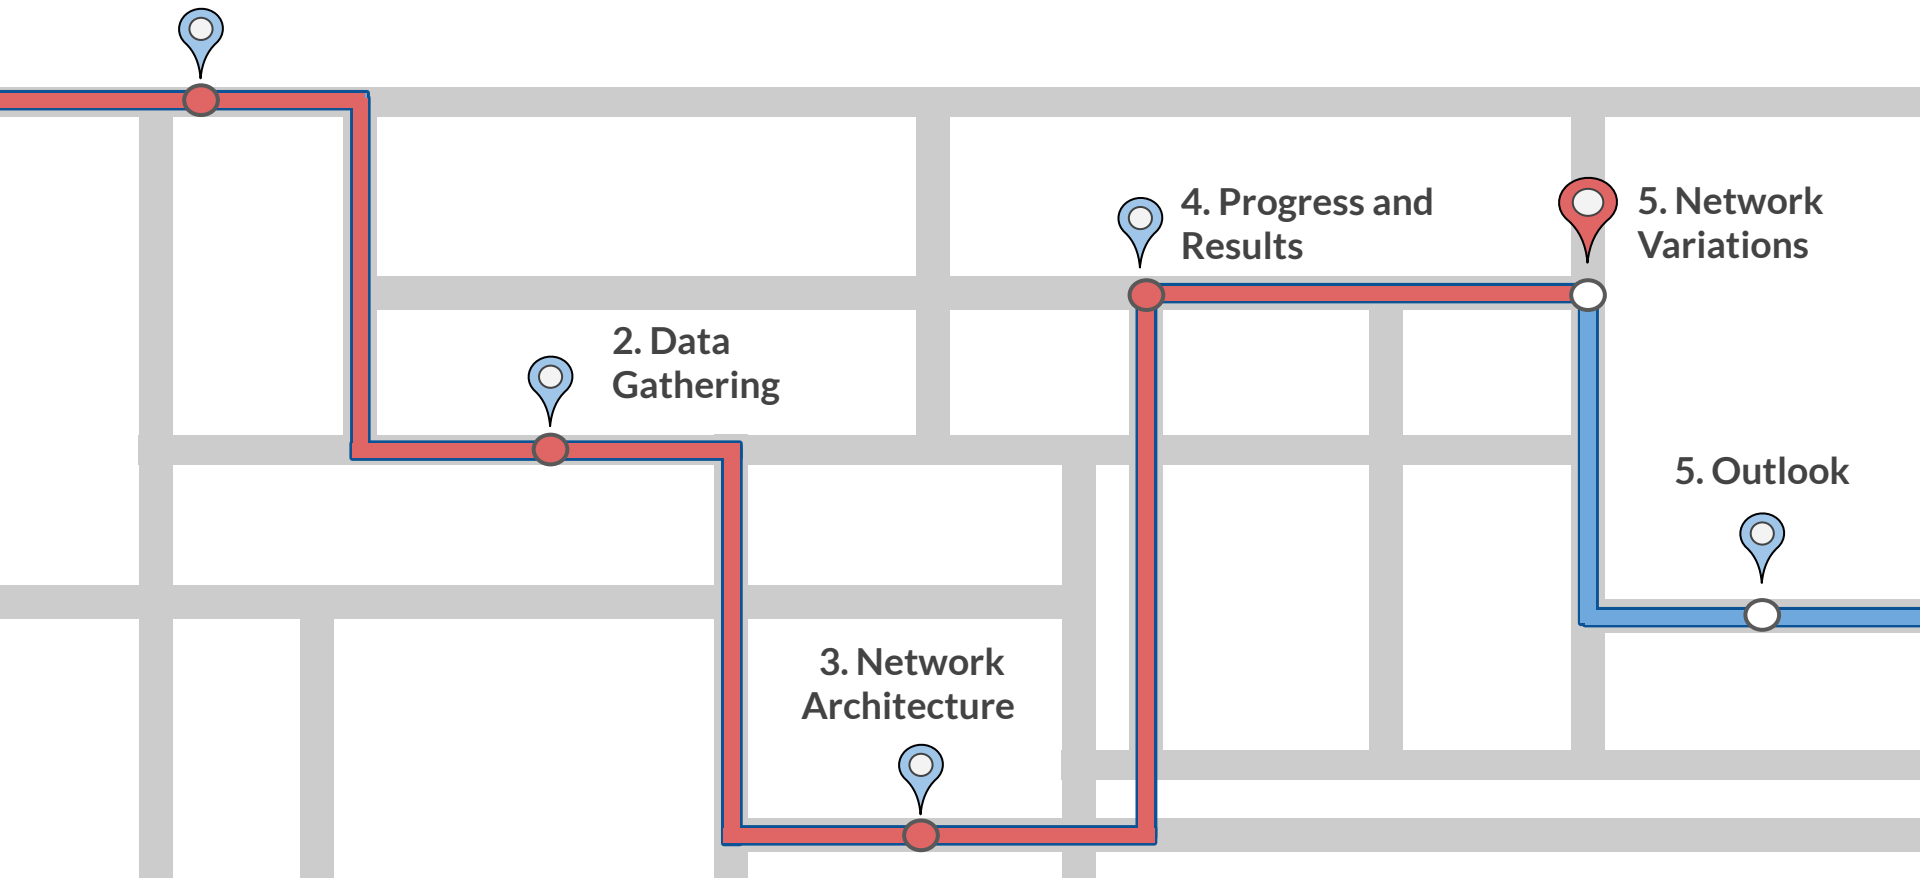 2. Data
Gathering
3. Network
Architecture
4. Progress and
Results
5. Network
Variations
5. Outlook